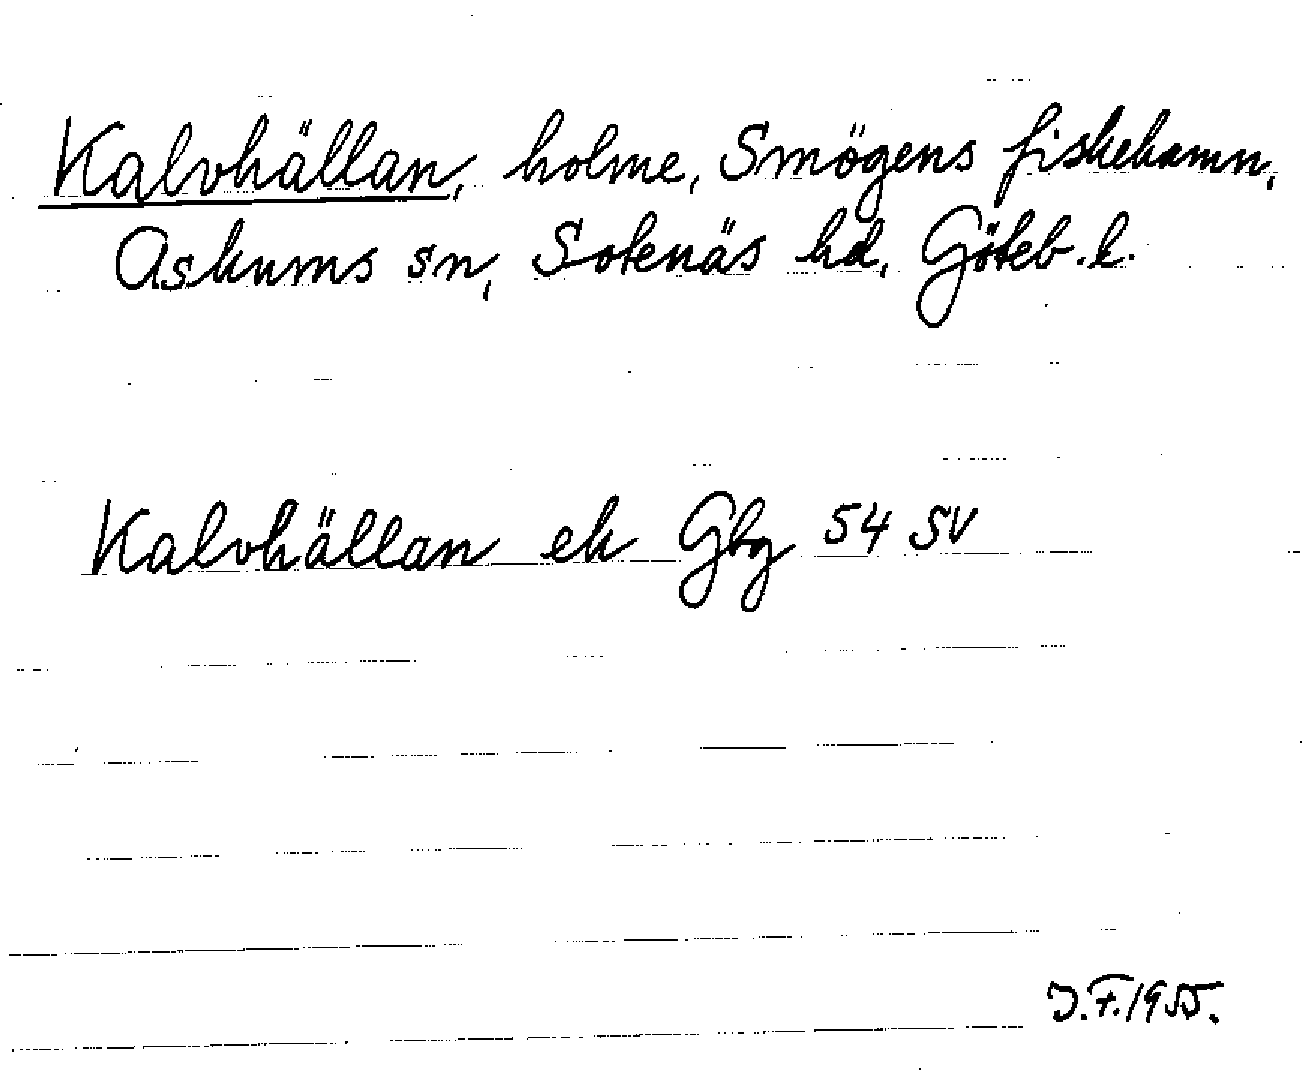 Kalvhällan, holme, Smögens fiskehamn,
Askums sn, Sotenäs hd, Göteb. l.
Kalvhällan ek Gbg 54 SV
J.F. 1955.